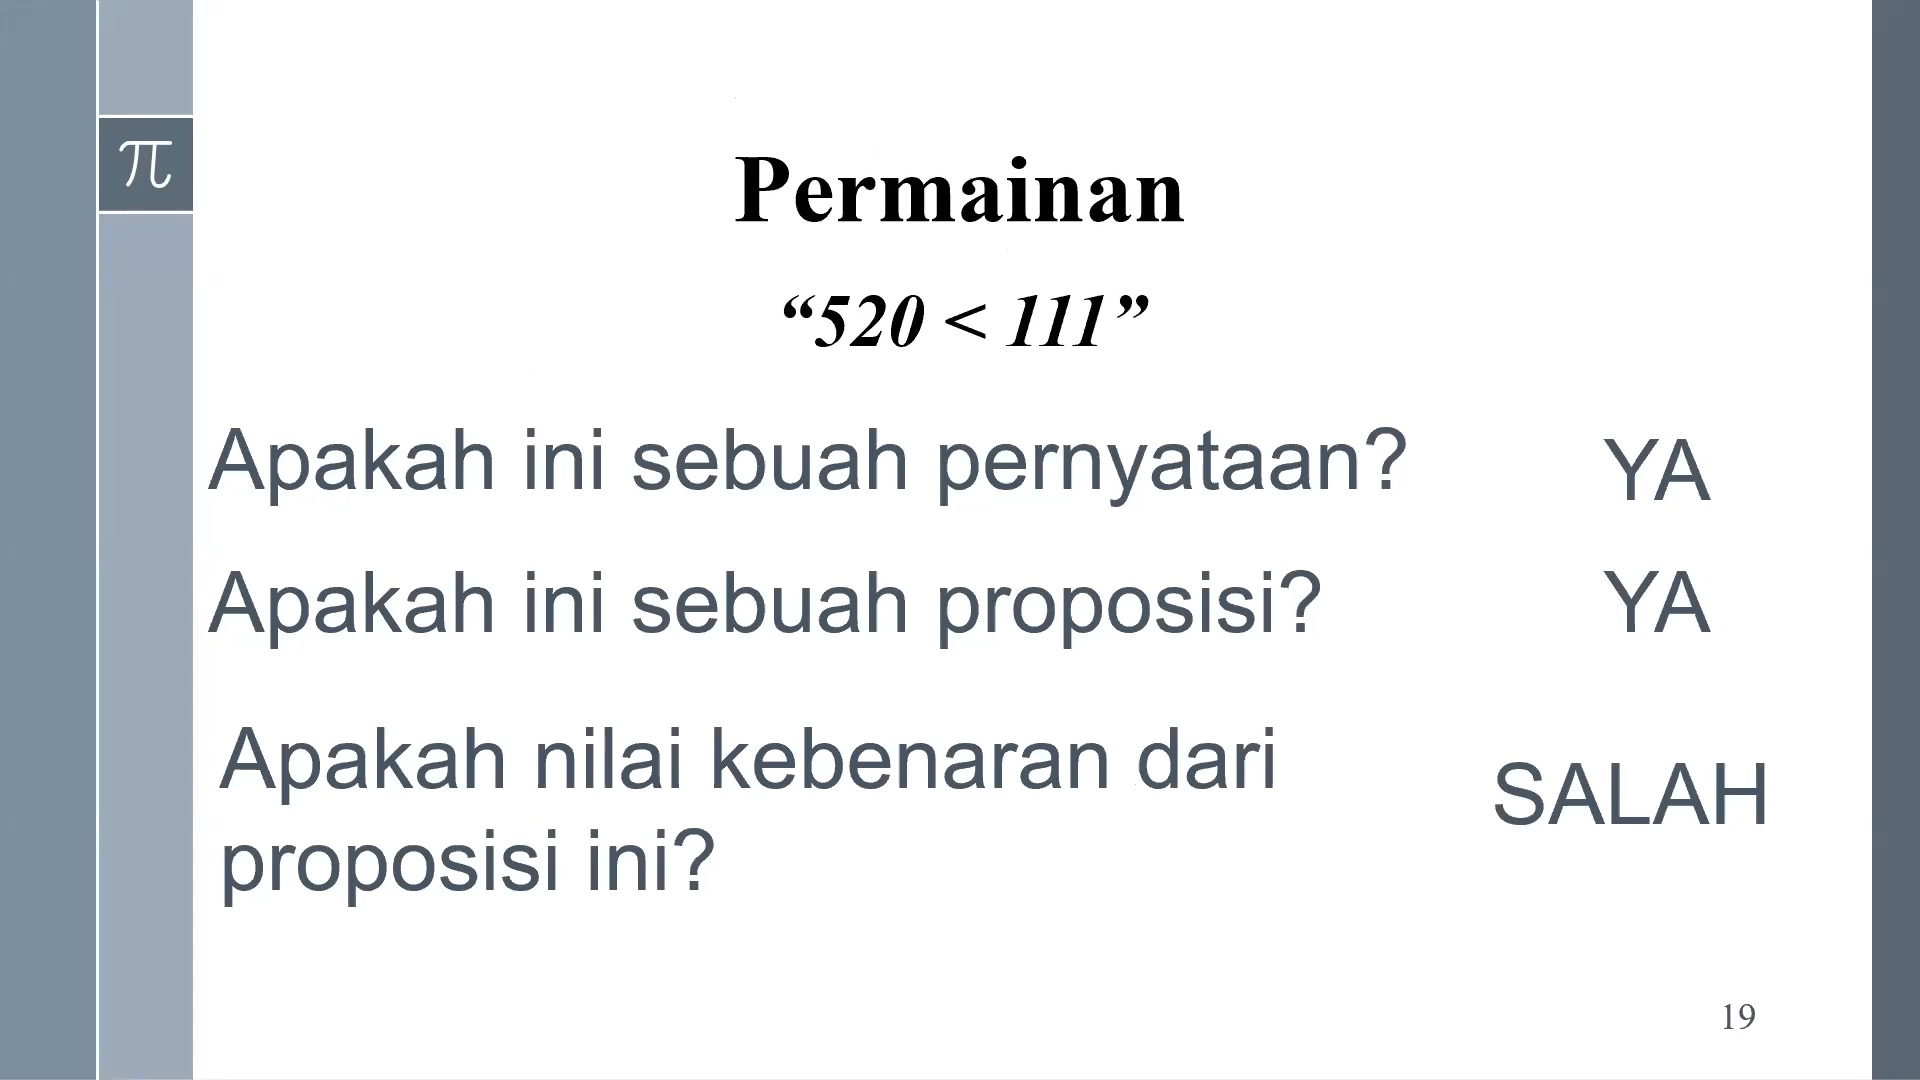 π
Permainan
“520 < 111”
Apakah ini sebuah pernyataan? YA
Apakah ini sebuah proposisi? YA
Apakah nilai kebenaran dari
proposisi ini? SALAH
19